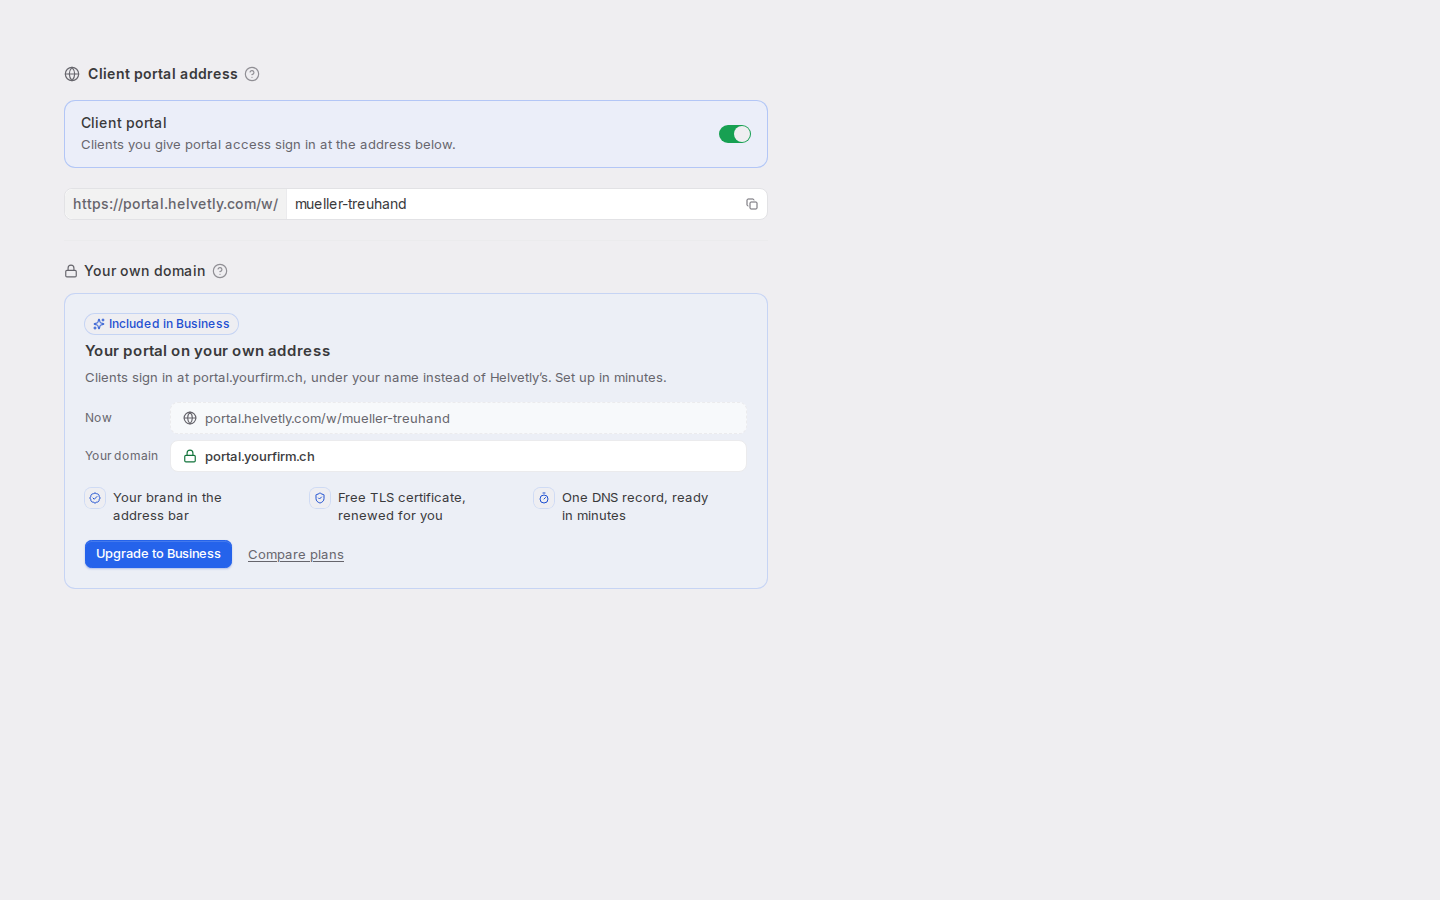 Client portal address
Client portal
Clients you give portal access sign in at the address below.
https://portal.helvetly.com/w/ mueller-treuhand
Your own domain
Included in Business
Your portal on your own address
Clients sign in at portal.yourfirm.ch, under your name instead of Helvetly’s. Set up in minutes.
Now portal.helvetly.com/w/mueller-treuhand
Your domain portal.yourfirm.ch
Your brand in the
address bar
Free TLS certificate,
renewed for you
One DNS record, ready
in minutes
Upgrade to Business Compare plans